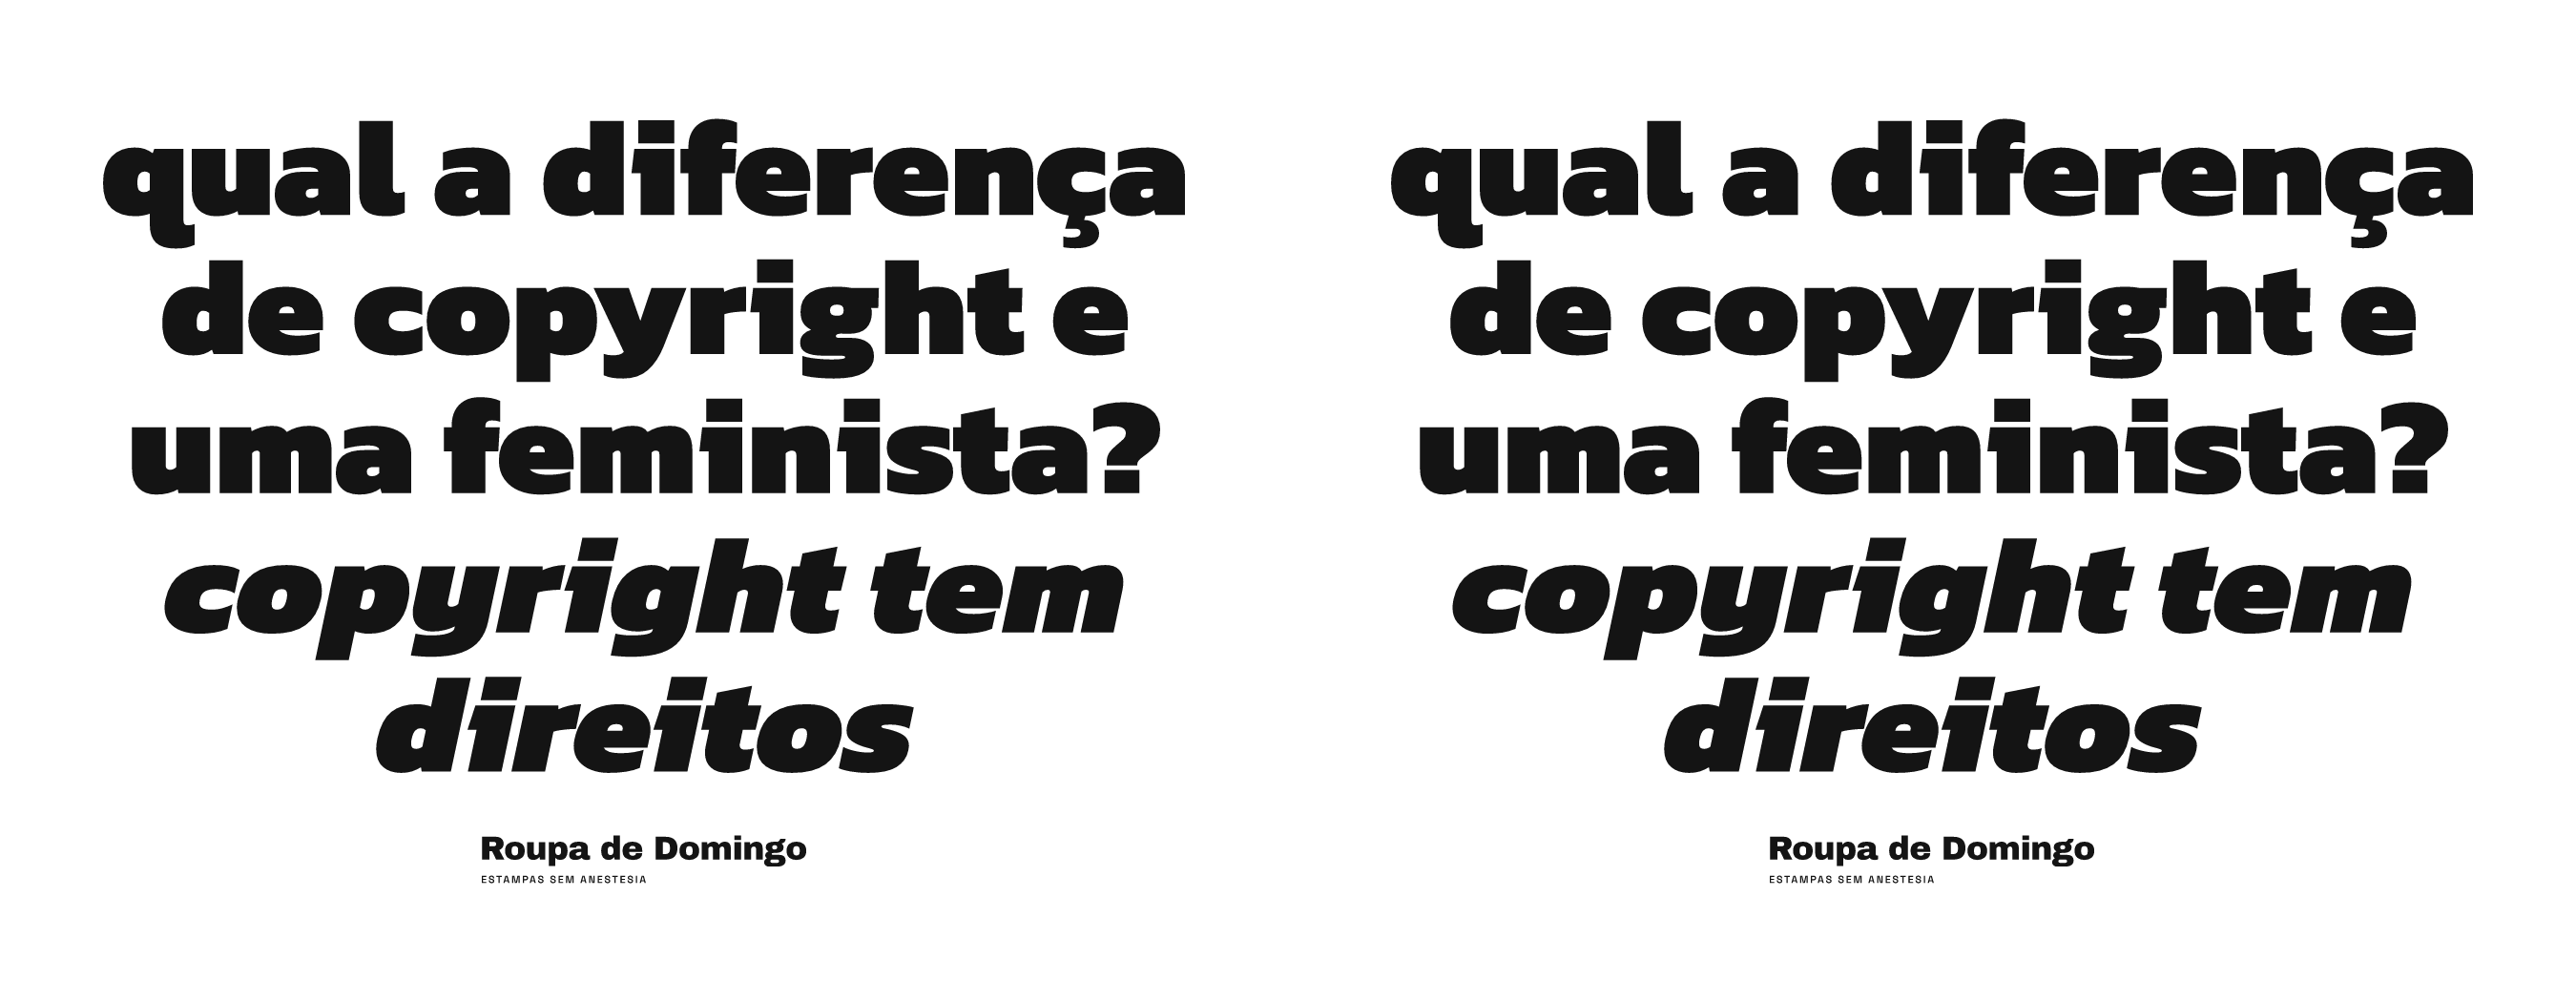 qual a diferença
de copyright e
uma feminista?
copyright tem
direitos
Roupa de Domingo
ESTAMPAS SEM ANESTESIA
qual a diferença
de copyright e
uma feminista?
copyright tem
direitos
Roupa de Domingo
ESTAMPAS SEM ANESTESIA